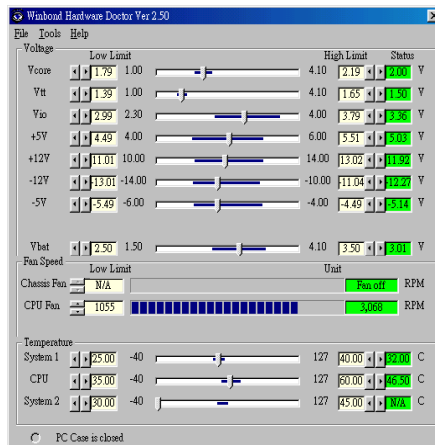 Winbond Hardware Doctor Ver 2.50
File Tools Help
Voltage
Low Limit High Limit Status
Vcore 1.79 1.00 4.10 2.19 2.00 V
Vtt 1.39 1.00 4.10 1.65 1.50 V
Vio 2.99 2.30 4.00 3.79 3.36 V
+5V 4.49 4.00 6.00 5.51 5.03 V
+12V 11.01 10.00 14.00 13.02 11.92 V
-12V -13.01 -14.00 -10.00 -11.04 -12.27 V
-5V -5.49 -6.00 -4.00 -4.49 -5.14 V
Vbat 2.50 1.50 4.10 3.50 3.01 V
Fan Speed
Low Limit Unit
Chassis Fan N/A Fan off RPM
CPU Fan 1055 3,068 RPM
Temperature
System 1 25.00 -40 127 40.00 32.00 C
CPU 35.00 -40 127 60.00 46.50 C
System 2 30.00 -40 127 45.00 N/A C
PC Case is closed